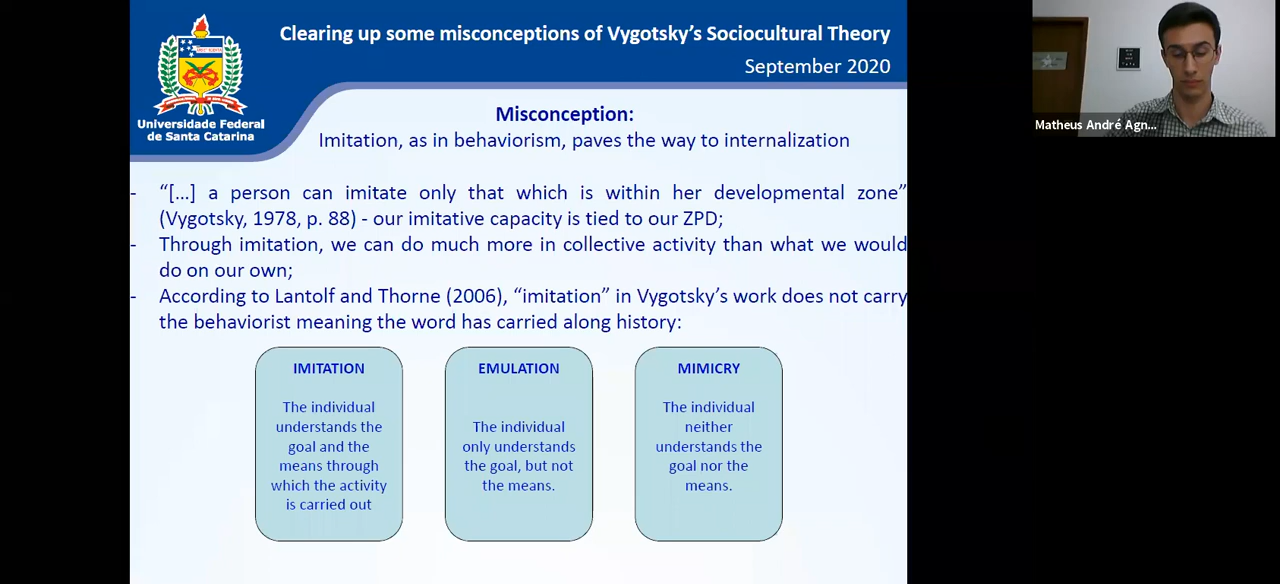 Clearing up some misconceptions of Vygotsky's Sociocultural Theory
September 2020
Universidade Federal
de Santa Catarina
Matheus André Agn...
Misconception:
Imitation, as in behaviorism, paves the way to internalization
- "[...] a person can imitate only that which is within her developmental zone"
(Vygotsky, 1978, p. 88) - our imitative capacity is tied to our ZPD;
- Through imitation, we can do much more in collective activity than what we would
do on our own;
- According to Lantolf and Thorne (2006), "imitation" in Vygotsky's work does not carry
the behaviorist meaning the word has carried along history:
IMITATION
The individual
understands the
goal and the
means through
which the activity
is carried out
EMULATION
The individual
only understands
the goal, but not
the means.
MIMICRY
The individual
neither
understands the
goal nor the
means.